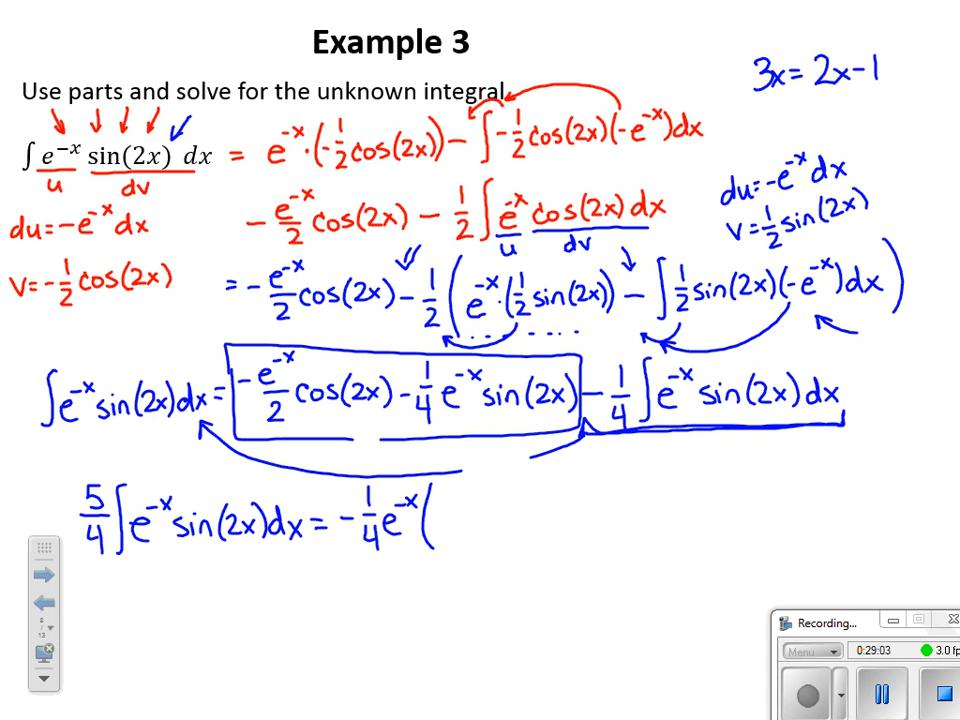 Example 3
3x = 2x - 1
Use parts and solve for the unknown integral.
∫ e^{-x} sin(2x) dx = e^{-x}·(-1/2 cos(2x)) - ∫ -1/2 cos(2x)(-e^{-x})dx
u dv
du = -e^{-x} dx
v = -1/2 cos(2x)
- e^{-x}/2 cos(2x) - 1/2 ∫ e^{-x} cos(2x) dx
u dv
du = -e^{-x} dx
v = 1/2 sin(2x)
= - e^{-x}/2 cos(2x) - 1/2 ( e^{-x}·(1/2 sin(2x)) - ∫ 1/2 sin(2x)(-e^{-x})dx )
∫ e^{-x} sin(2x)dx = - e^{-x}/2 cos(2x) - 1/4 e^{-x} sin(2x) - 1/4 ∫ e^{-x} sin(2x) dx
5/4 ∫ e^{-x} sin(2x)dx = - 1/4 e^{-x} (
8
/
13
Recording...
Menu
0:29:03
3.0 fp